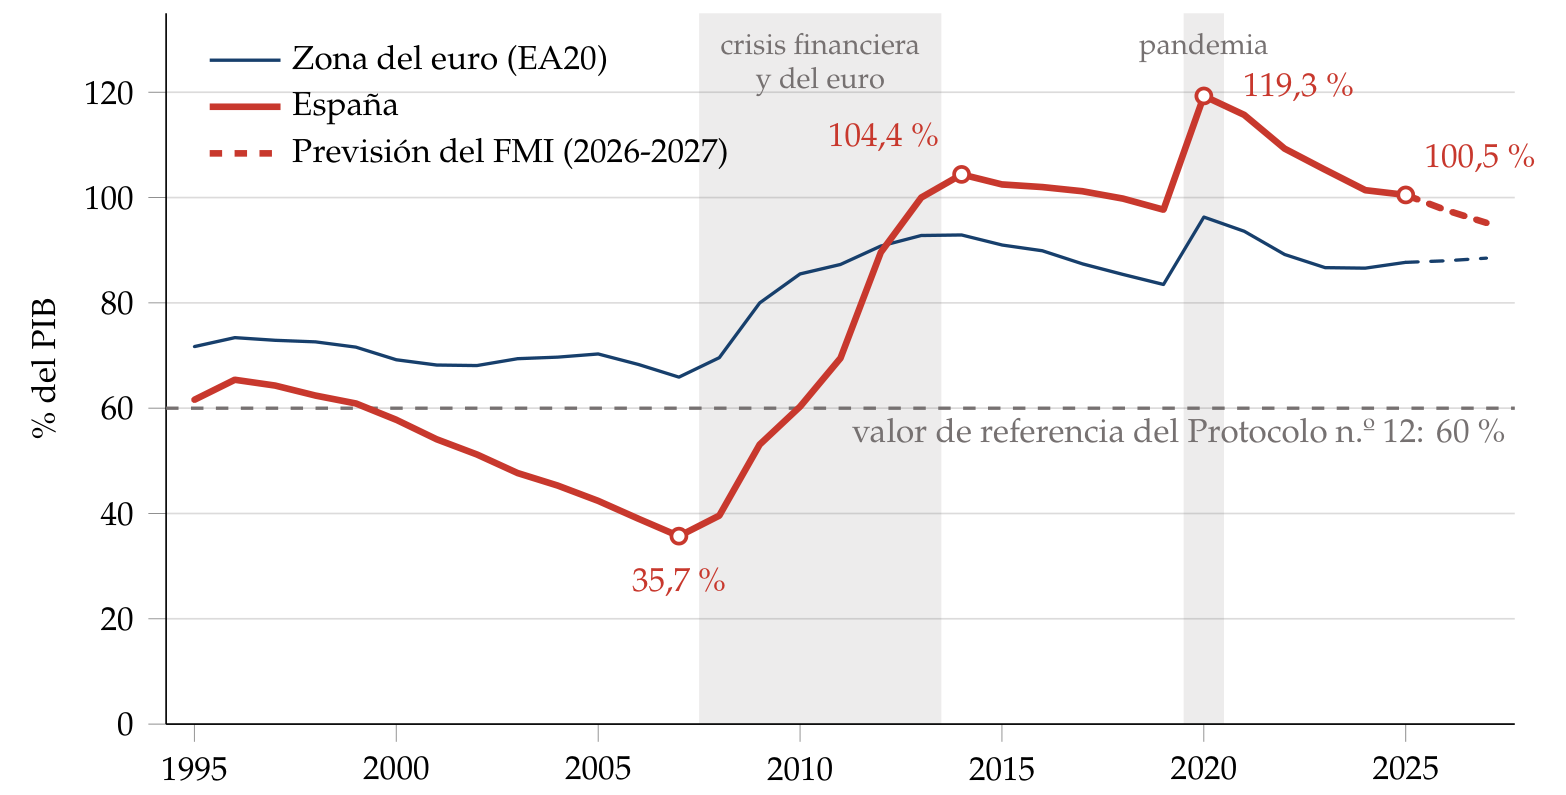 crisis financiera
y del euro
pandemia
Zona del euro (EA20)
España
Previsión del FMI (2026-2027)
119,3 %
104,4 %
100,5 %
35,7 %
valor de referencia del Protocolo n.º 12: 60 %
% del PIB
120
100
80
60
40
20
0
1995 2000 2005 2010 2015 2020 2025